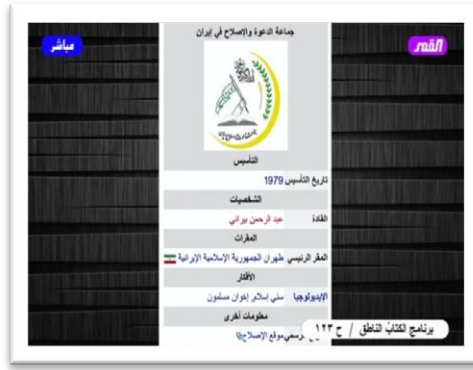 القمر
مباشر
جماعة الدعوة والإصلاح في إيران
التأسيس
تاريخ التأسيس 1979
الشخصيات
القادة عبد الرحمن بيراني
المقرات
المقر الرئيسي طهران الجمهورية الإسلامية الإيرانية
الأفكار
الإيديولوجيا سني إسلام إخوان مسلمون
معلومات أخرى
موقع الإصلاح
برنامج الكتاب الناطق / ح ١٢٣